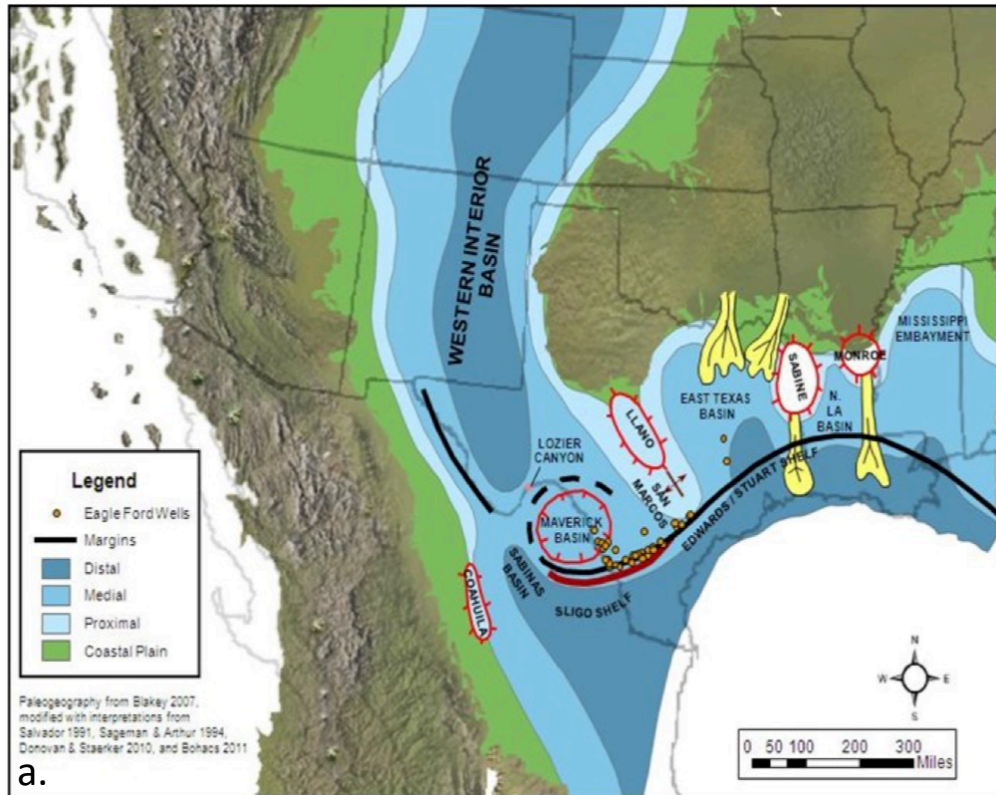 WESTERN INTERIOR
BASIN
MISSISSIPPI
EMBAYMENT
MONROE
SABINE
N.
LA
BASIN
EAST TEXAS
BASIN
LLANO
SAN
MARCOS
EDWARDS / STUART SHELF
LOZIER
CANYON
MAVERICK
BASIN
SABINAS
BASIN
SLIGO SHELF
COAHUILA
Legend
Eagle Ford Wells
Margins
Distal
Medial
Proximal
Coastal Plain
Paleogeography from Blakey 2007,
modified with interpretations from
Salvador 1991, Sageman & Arthur 1994,
Donovan & Staerker 2010, and Bohacs 2011
a.
N
W
E
S
0 50 100 200 300
Miles